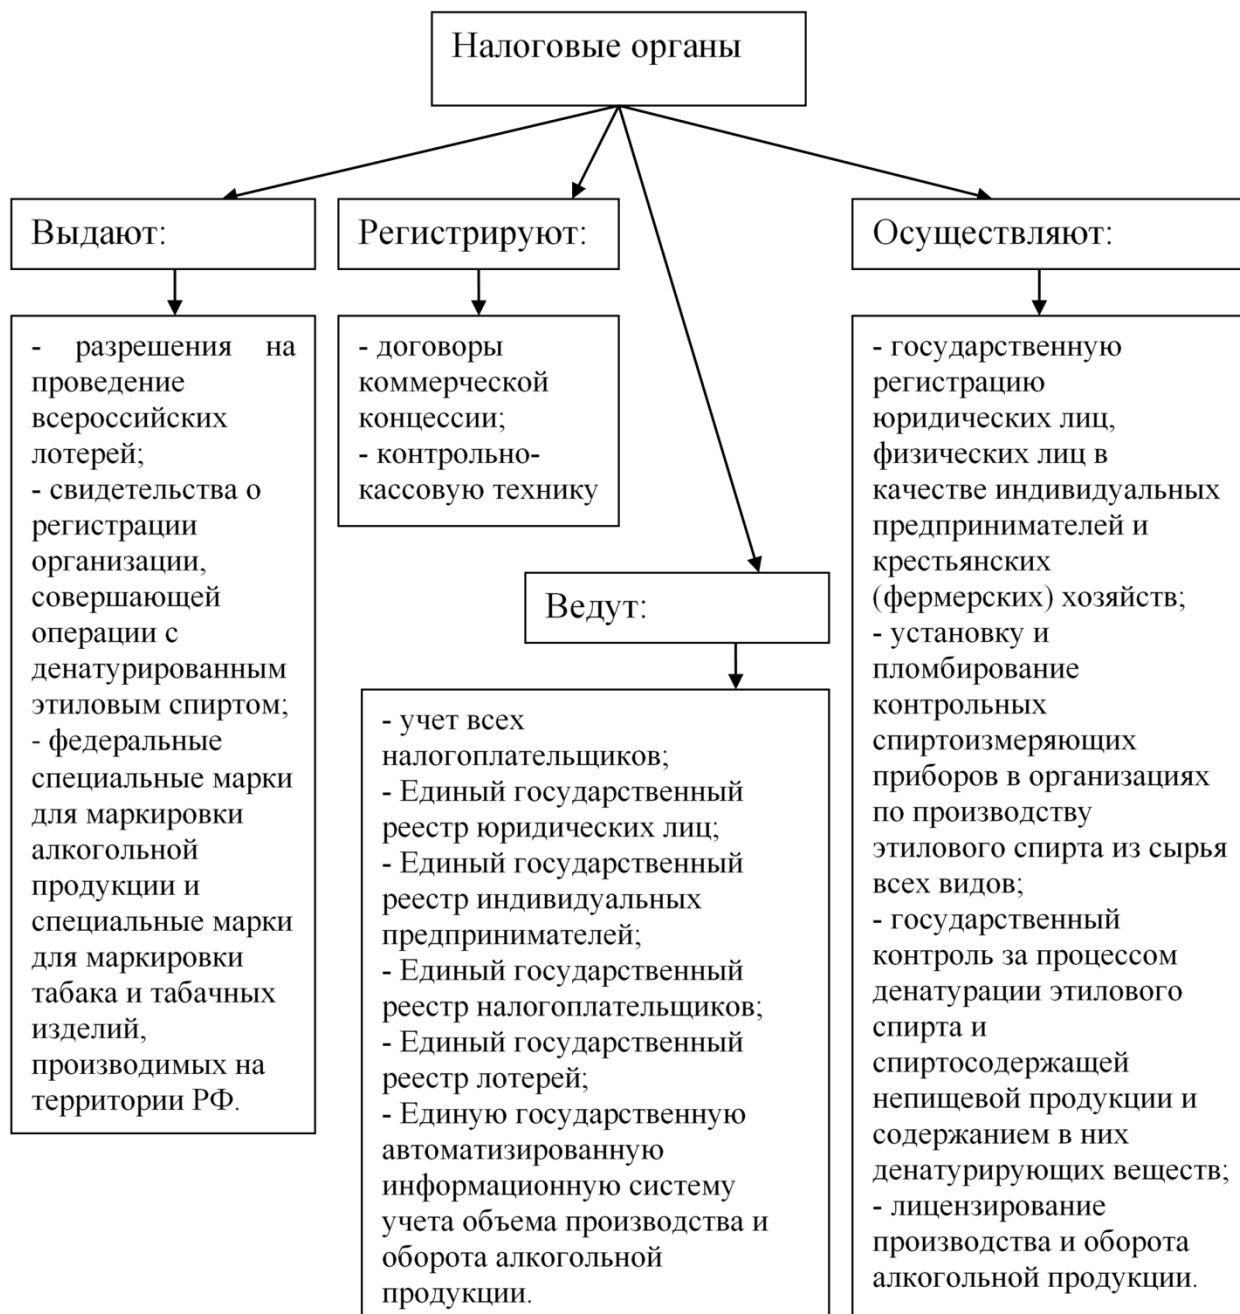 Налоговые органы
Выдают:
- разрешения на
проведение
всероссийских
лотерей;
- свидетельства о
регистрации
организации,
совершающей
операции с
денатурированным
этиловым спиртом;
- федеральные
специальные марки
для маркировки
алкогольной
продукции и
специальные марки
для маркировки
табака и табачных
изделий,
производимых на
территории РФ.
Регистрируют:
- договоры
коммерческой
концессии;
- контрольно-
кассовую технику
Ведут:
- учет всех
налогоплательщиков;
- Единый государственный
реестр юридических лиц;
- Единый государственный
реестр индивидуальных
предпринимателей;
- Единый государственный
реестр налогоплательщиков;
- Единый государственный
реестр лотерей;
- Единую государственную
автоматизированную
информационную систему
учета объема производства и
оборота алкогольной
продукции.
Осуществляют:
- государственную
регистрацию
юридических лиц,
физических лиц в
качестве индивидуальных
предпринимателей и
крестьянских
(фермерских) хозяйств;
- установку и
пломбирование
контрольных
спиртоизмеряющих
приборов в организациях
по производству
этилового спирта из сырья
всех видов;
- государственный
контроль за процессом
денатурации этилового
спирта и
спиртосодержащей
непищевой продукции и
содержанием в них
денатурирующих веществ;
- лицензирование
производства и оборота
алкогольной продукции.